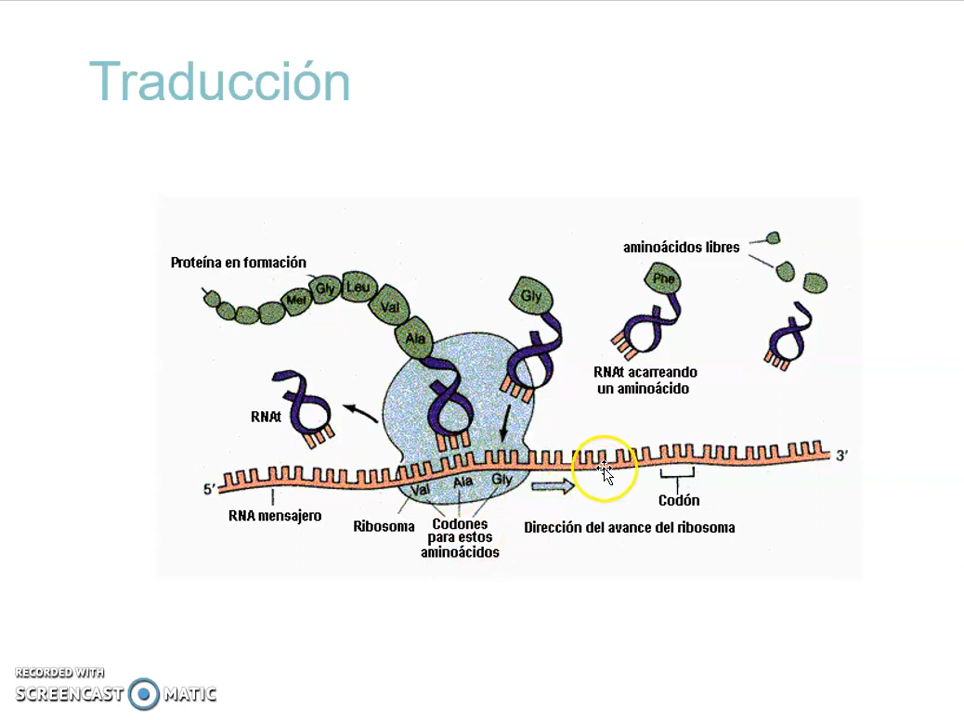 Traducción
aminoácidos libres
Proteína en formación
Met
Gly
Leu
Val
Ala
Gly
Phe
RNAt acarreando
un aminoácido
RNAt
5'
3'
Val
Ala
Gly
RNA mensajero
Ribosoma
Codones
para estos
aminoácidos
Dirección del avance del ribosoma
Codón
RECORDED WITH
SCREENCAST MATIC